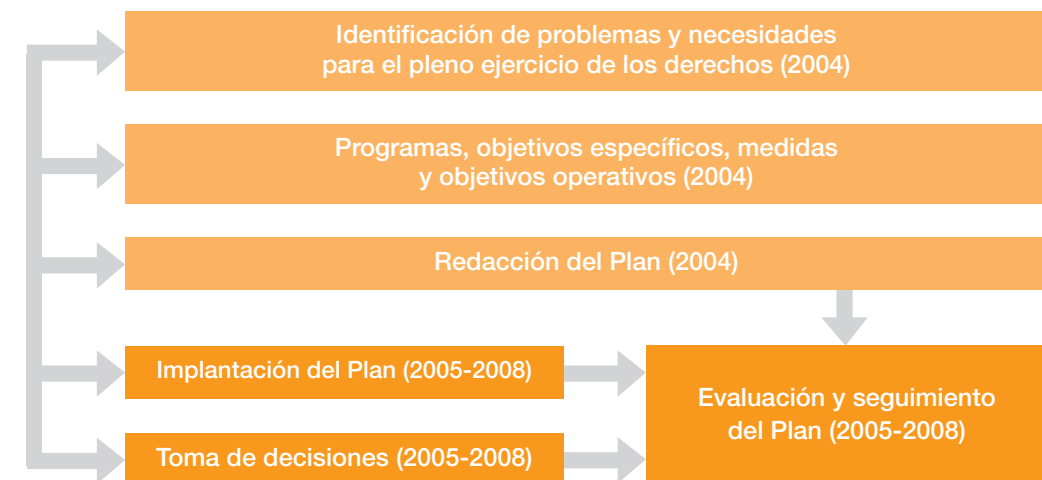 Identificación de problemas y necesidades
para el pleno ejercicio de los derechos (2004)
Programas, objetivos específicos, medidas
y objetivos operativos (2004)
Redacción del Plan (2004)
Implantación del Plan (2005-2008)
Evaluación y seguimiento
del Plan (2005-2008)
Toma de decisiones (2005-2008)